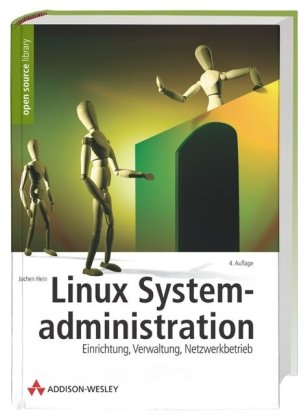 open source library
4. Auflage
Jochen Hein
Linux System-
administration
Einrichtung, Verwaltung, Netzwerkbetrieb
ADDISON-WESLEY